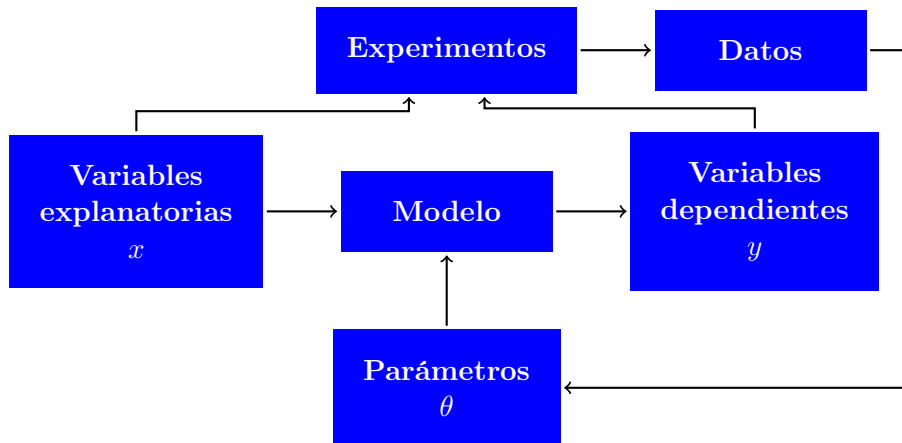 Experimentos
Datos
Variables
explanatorias
x
Modelo
Variables
dependientes
y
Parámetros
θ